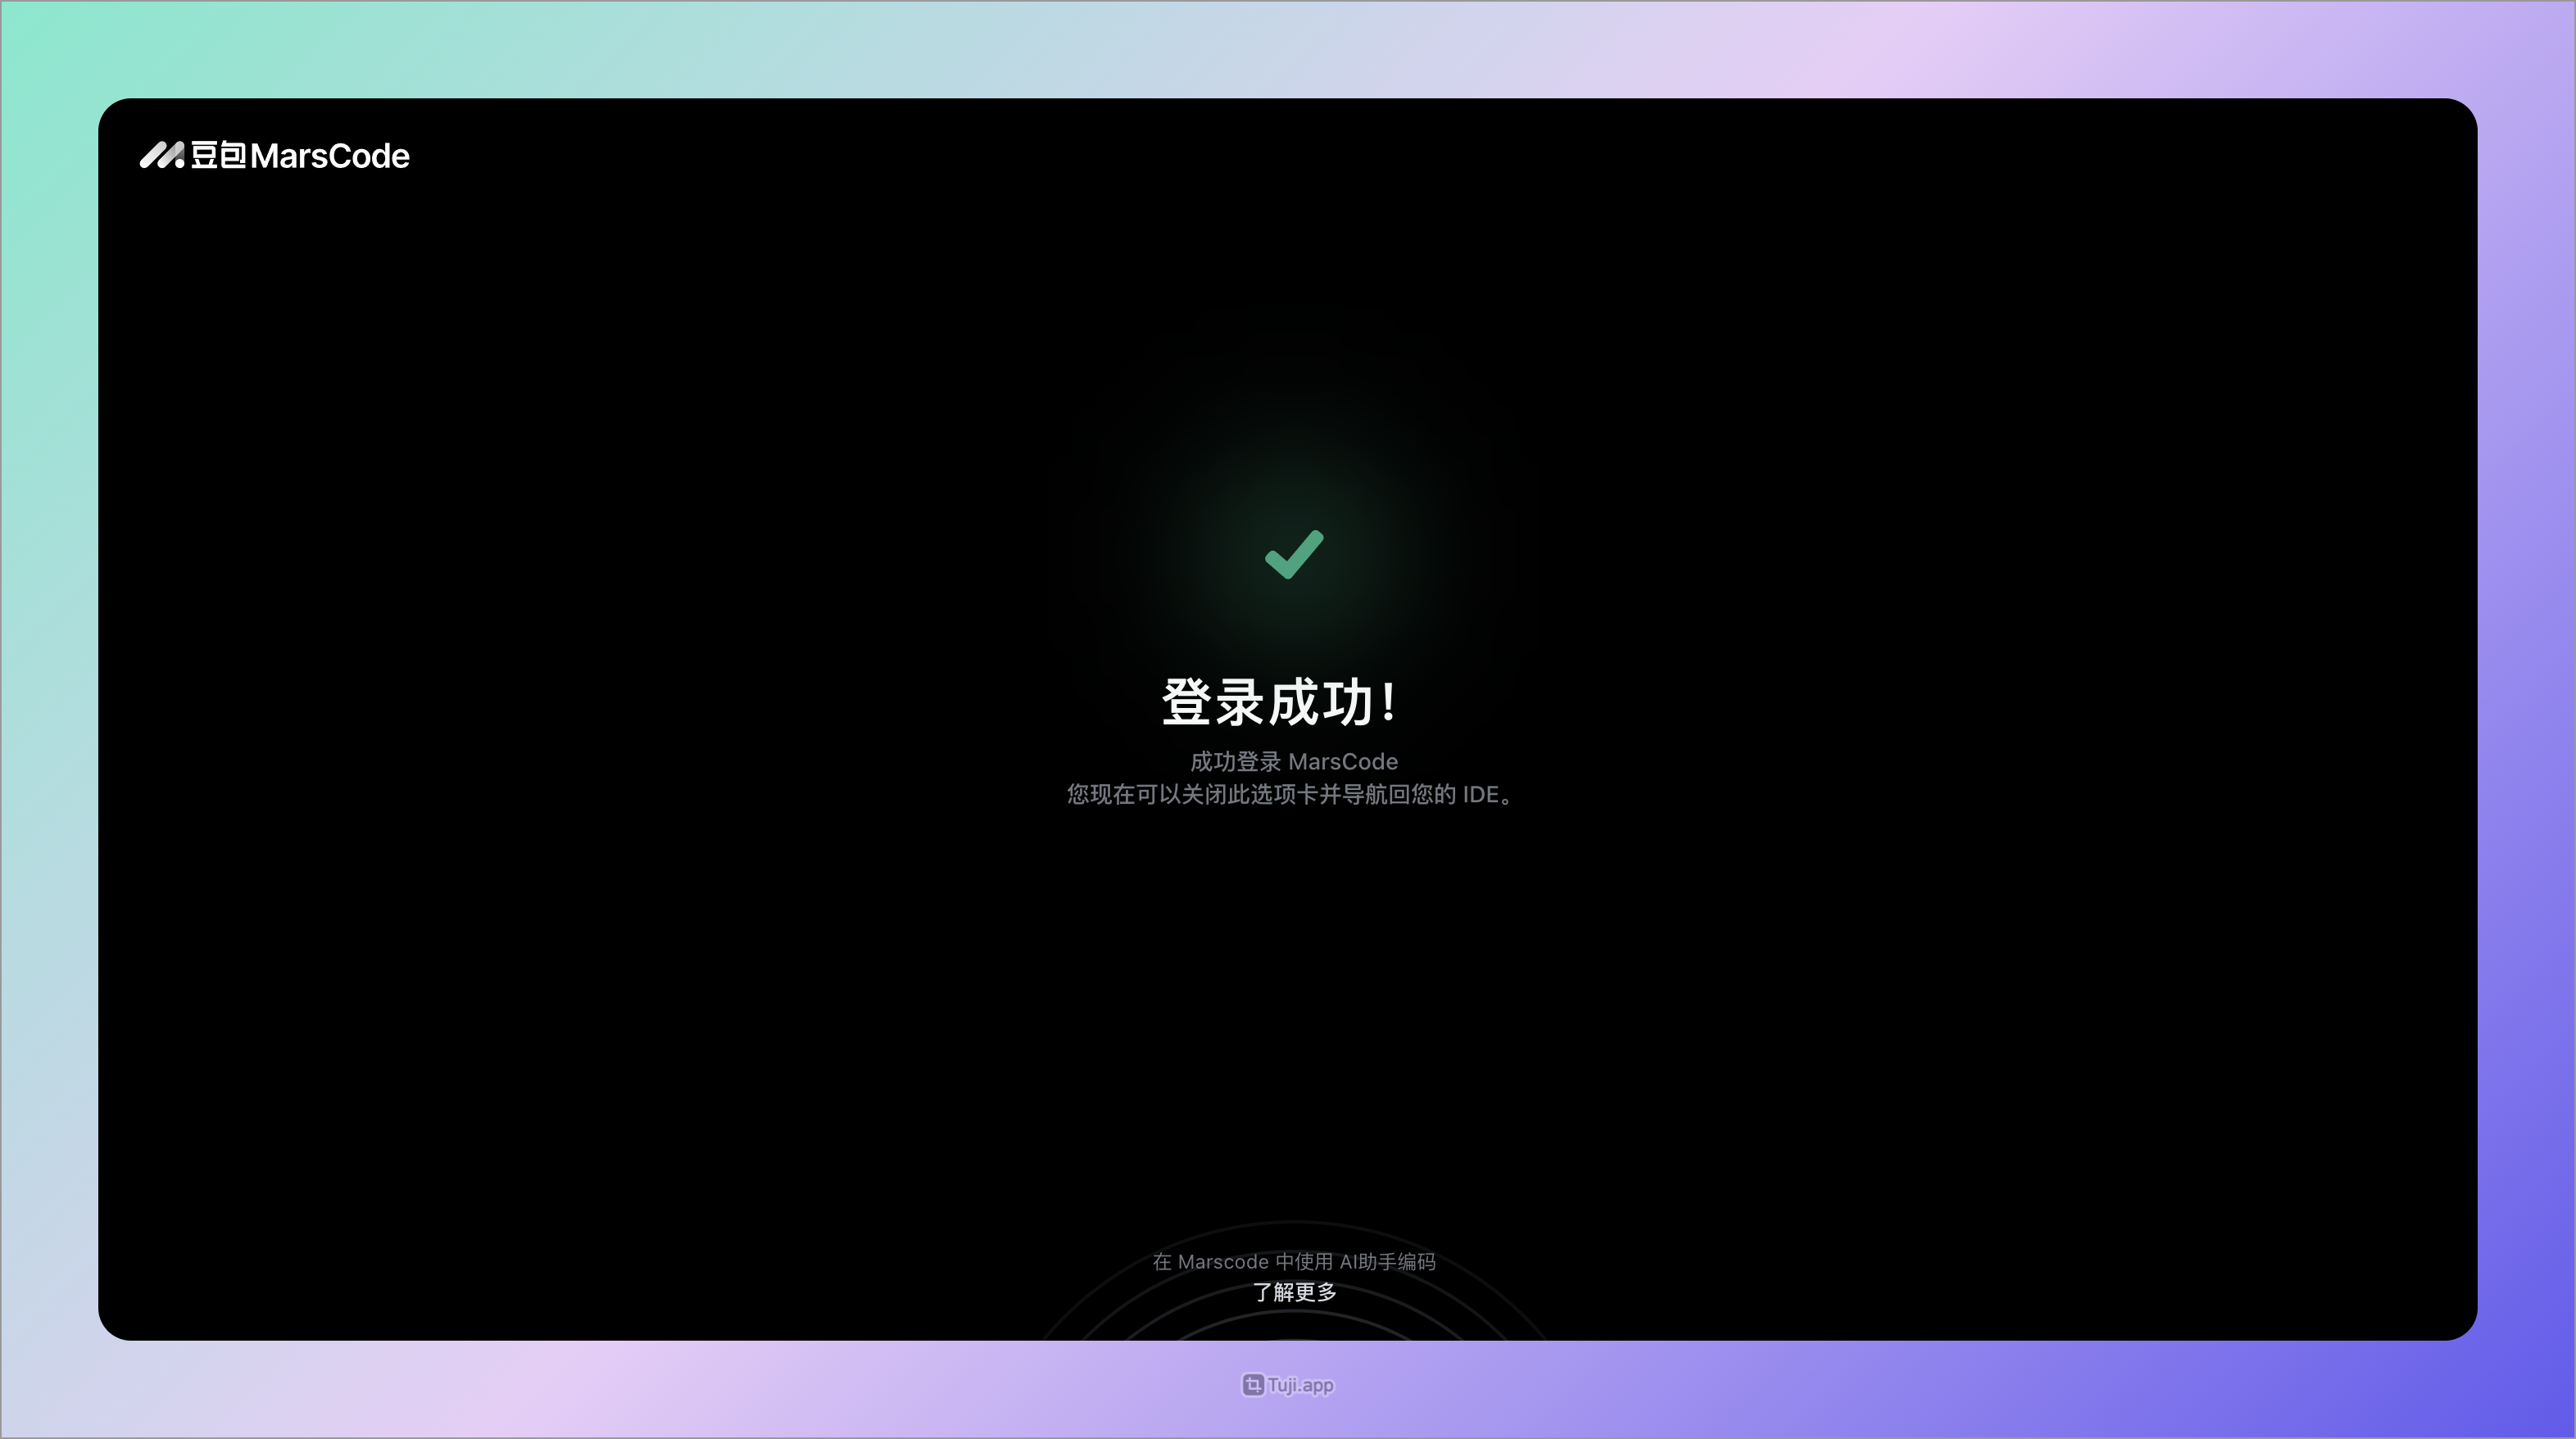 豆包MarsCode
登录成功！
成功登录 MarsCode
您现在可以关闭此选项卡并导航回您的 IDE。
在 Marscode 中使用 AI助手编码
了解更多
Tuji.app